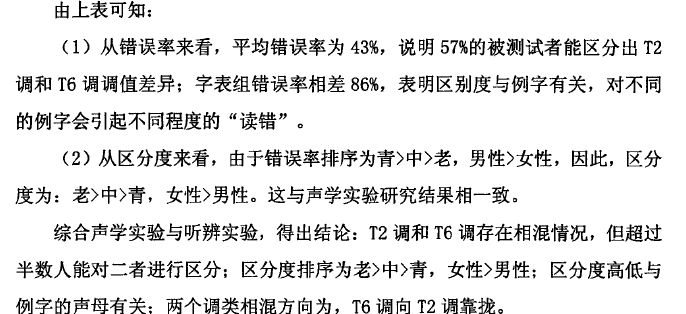 由上表可知：
（1）从错误率来看，平均错误率为 43%，说明 57%的被测试者能区分出 T2
调和 T6 调调值差异；字表组错误率相差 86%，表明区别度与例字有关，对不同
的例字会引起不同程度的“读错”。
（2）从区分度来看，由于错误率排序为青>中>老，男性>女性，因此，区分
度为：老>中>青，女性>男性。这与声学实验研究结果相一致。
综合声学实验与听辨实验，得出结论：T2 调和 T6 调存在相混情况，但超过
半数人能对二者进行区分；区分度排序为老>中>青，女性>男性；区分度高低与
例字的声母有关；两个调类相混方向为，T6 调向 T2 调靠拢。